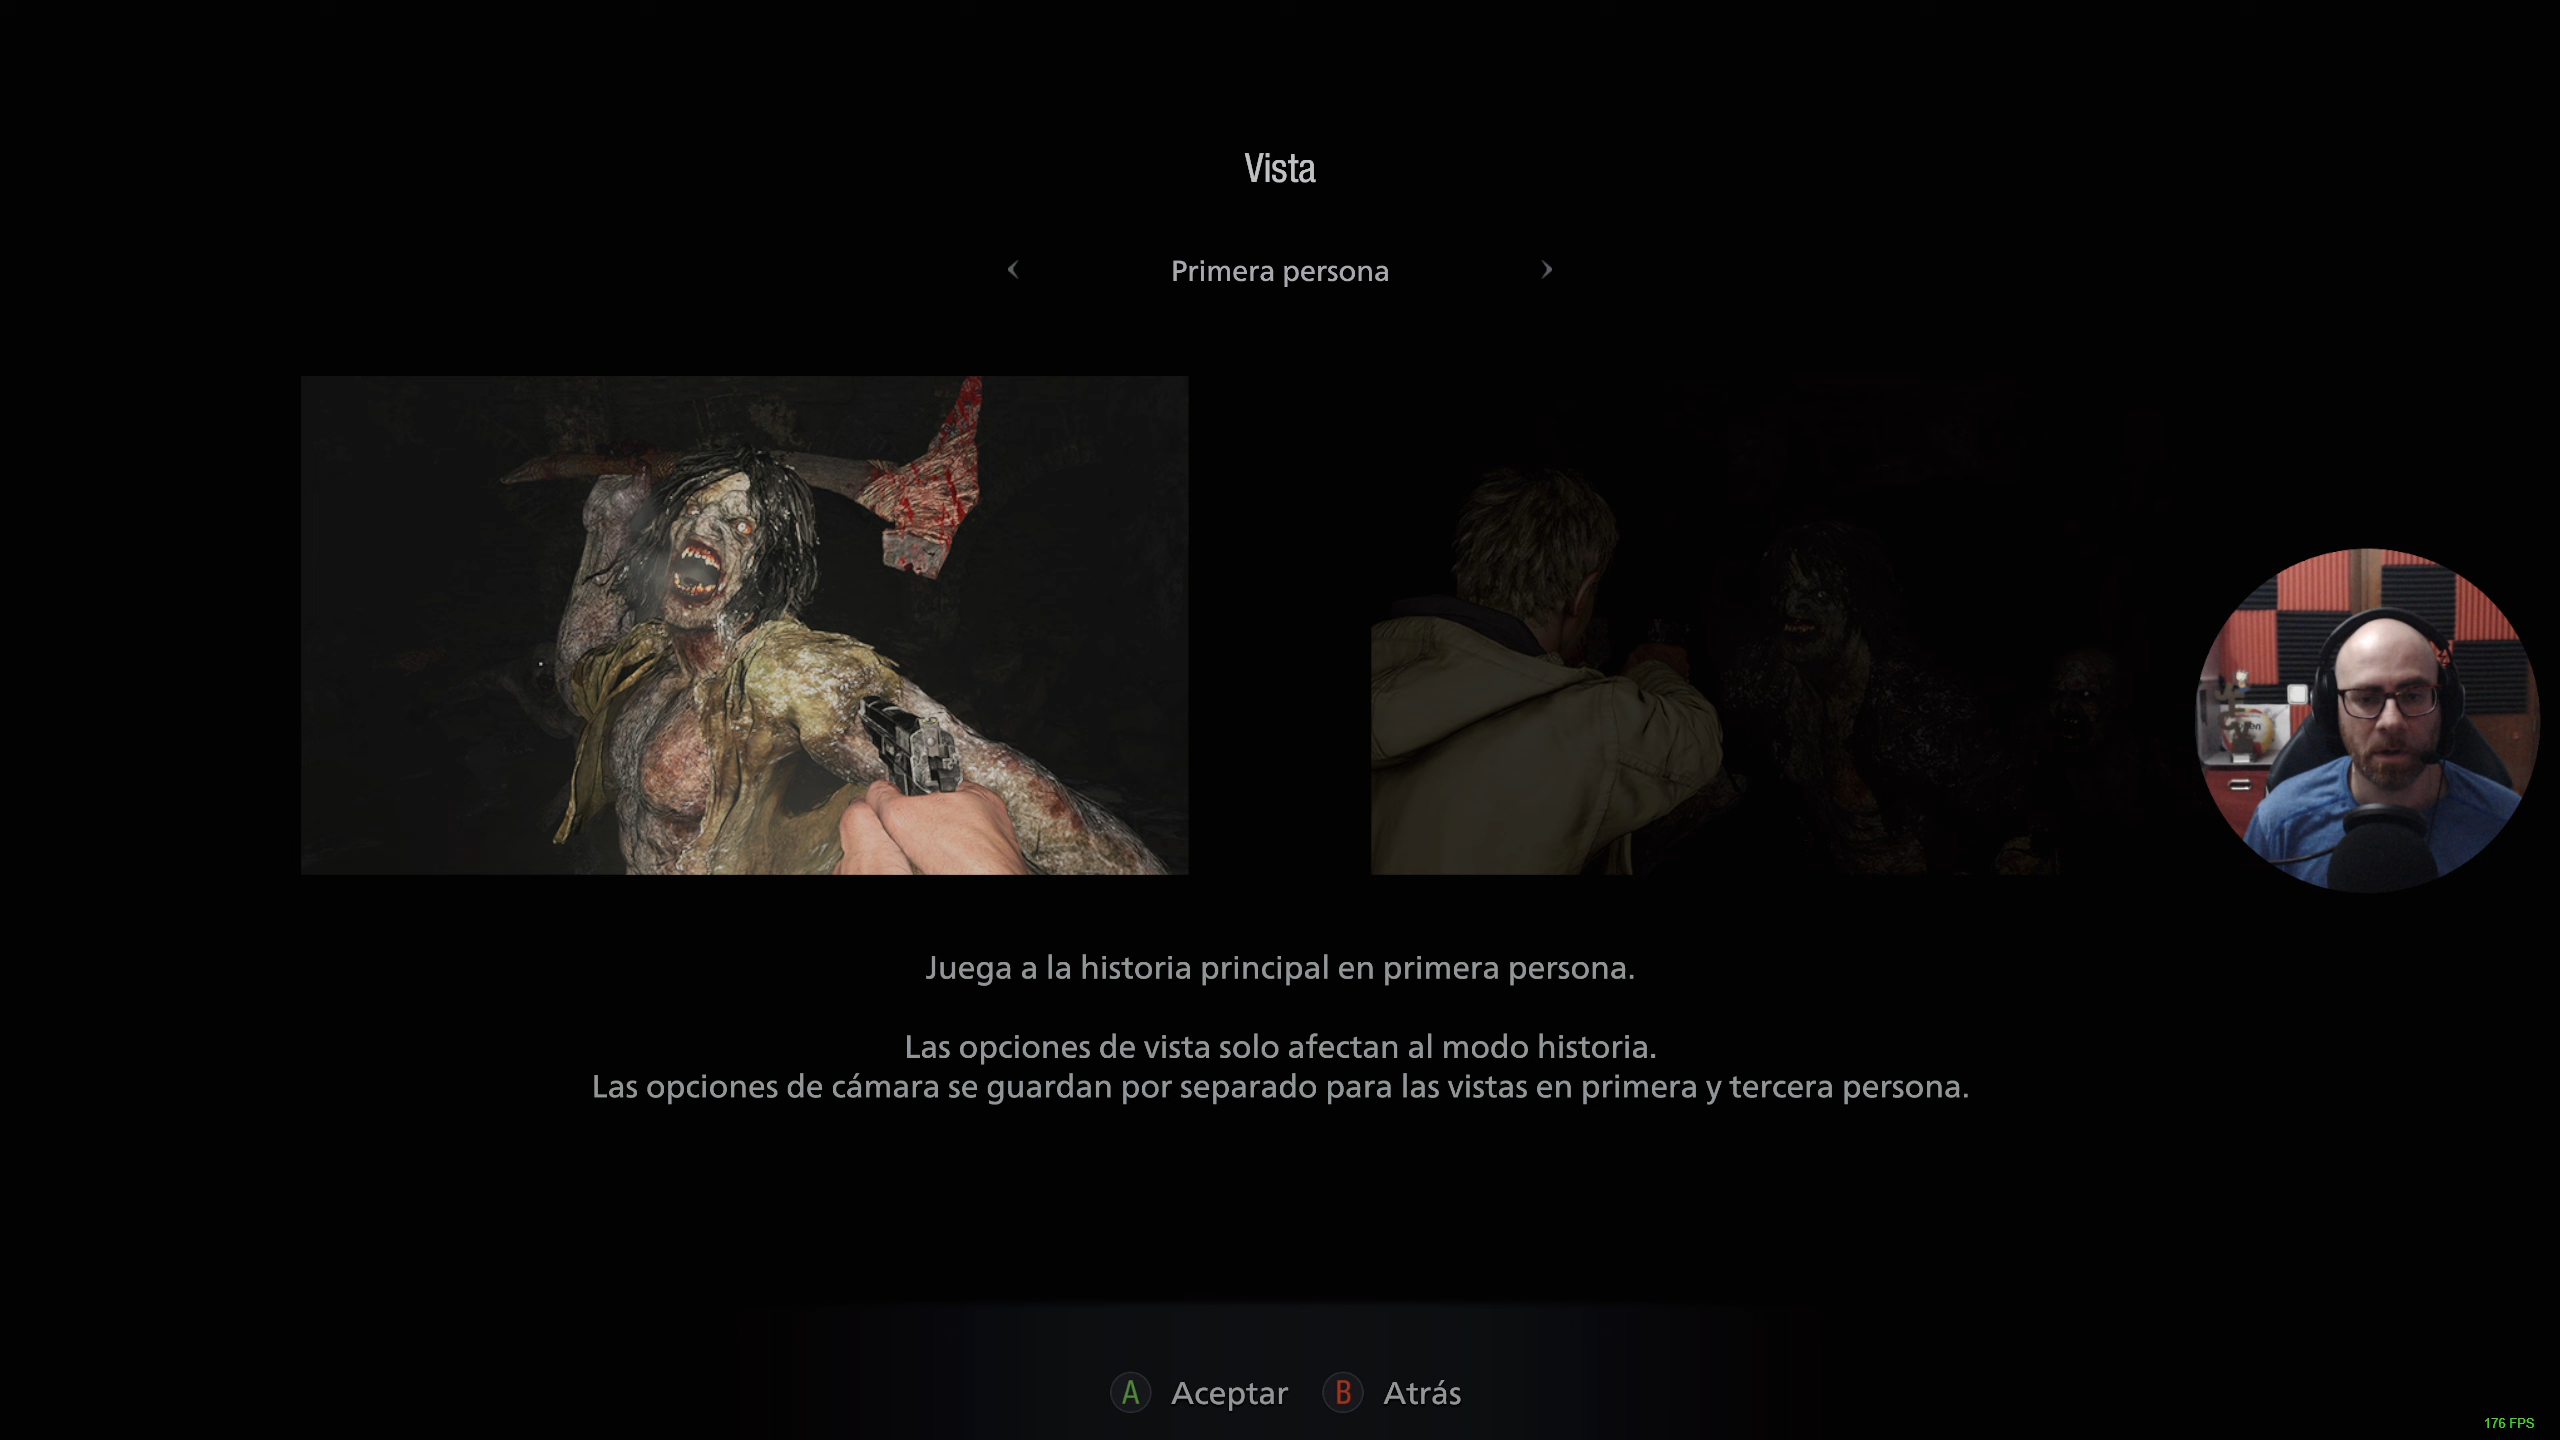 Vista
Primera persona
Juega a la historia principal en primera persona.
Las opciones de vista solo afectan al modo historia.
Las opciones de cámara se guardan por separado para las vistas en primera y tercera persona.
A Aceptar B Atrás
176 FPS